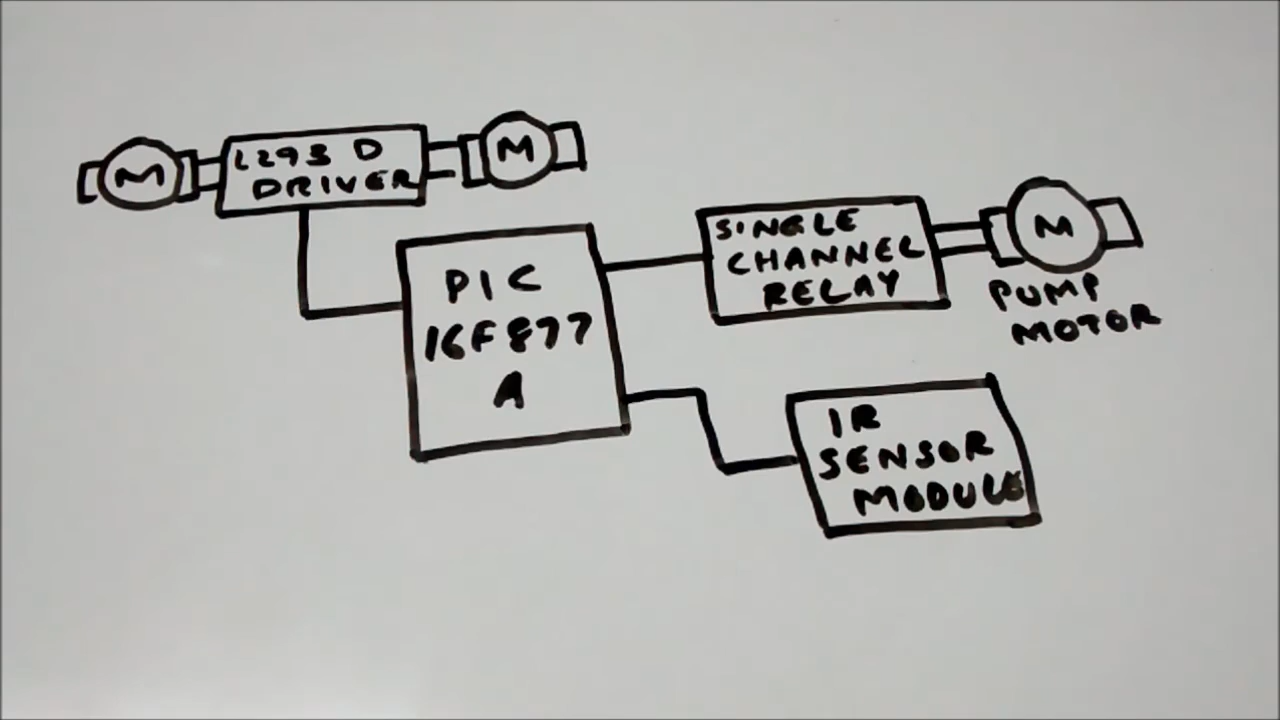 M
L293 D
DRIVER
M
PIC
16F877
A
SINGLE
CHANNEL
RELAY
M
PUMP
MOTOR
IR
SENSOR
MODULE